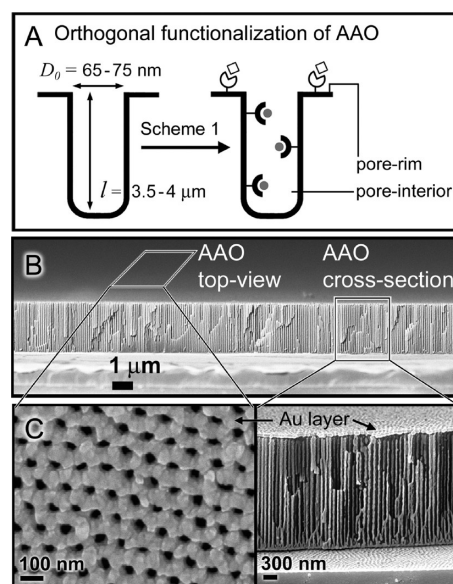 A Orthogonal functionalization of AAO
D₀ = 65-75 nm
Scheme 1
l = 3.5-4 μm
pore-rim
pore-interior
B
AAO
top-view
AAO
cross-section
1 μm
C
Au layer
100 nm
300 nm